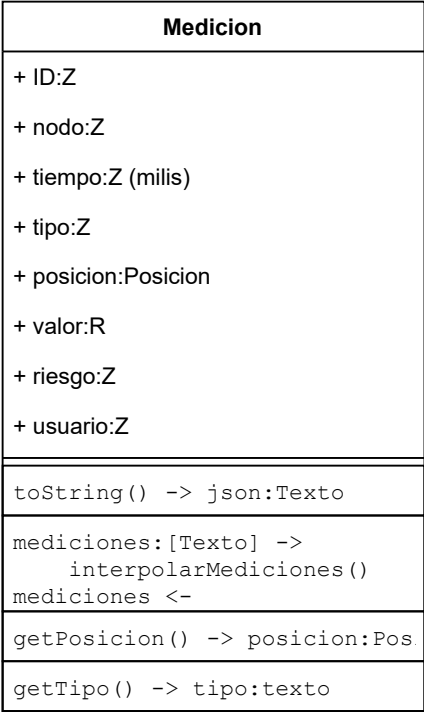 Medicion
+ ID:Z
+ nodo:Z
+ tiempo:Z (milis)
+ tipo:Z
+ posicion:Posicion
+ valor:R
+ riesgo:Z
+ usuario:Z
toString() -> json:Texto
mediciones:[Texto] ->
interpolarMediciones()
mediciones <-
getPosicion() -> posicion:Pos
getTipo() -> tipo:texto